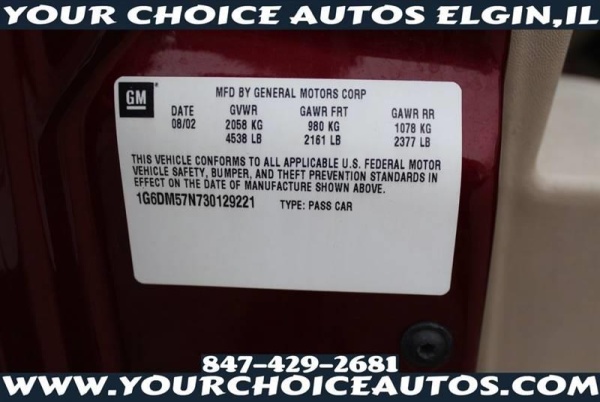 YOUR CHOICE AUTOS ELGIN,IL
GM
MFD BY GENERAL MOTORS CORP
DATE GVWR GAWR FRT GAWR RR
08/02 2058 KG 980 KG 1078 KG
4538 LB 2161 LB 2377 LB
THIS VEHICLE CONFORMS TO ALL APPLICABLE U.S. FEDERAL MOTOR
VEHICLE SAFETY, BUMPER, AND THEFT PREVENTION STANDARDS IN
EFFECT ON THE DATE OF MANUFACTURE SHOWN ABOVE.
1G6DM57N730129221 TYPE: PASS CAR
847-429-2681
WWW.YOURCHOICEAUTOS.COM